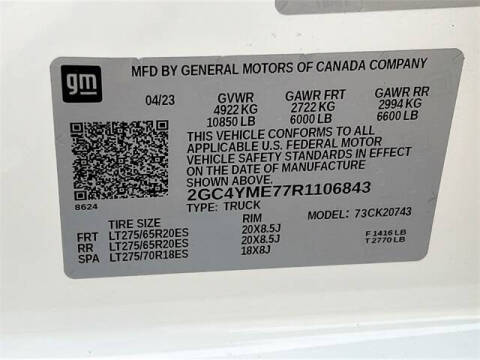 gm
MFD BY GENERAL MOTORS OF CANADA COMPANY
04/23 GVWR GAWR FRT GAWR RR
4922 KG 2722 KG 2994 KG
10850 LB 6000 LB 6600 LB
THIS VEHICLE CONFORMS TO ALL
APPLICABLE U.S. FEDERAL MOTOR
VEHICLE SAFETY STANDARDS IN EFFECT
ON THE DATE OF MANUFACTURE
SHOWN ABOVE.
8624 2GC4YME77R1106843
TYPE: TRUCK MODEL: 73CK20743
TIRE SIZE RIM
FRT LT275/65R20ES 20X8.5J F 1416 LB
RR LT275/65R20ES 20X8.5J T 2770 LB
SPA LT275/70R18ES 18X8J